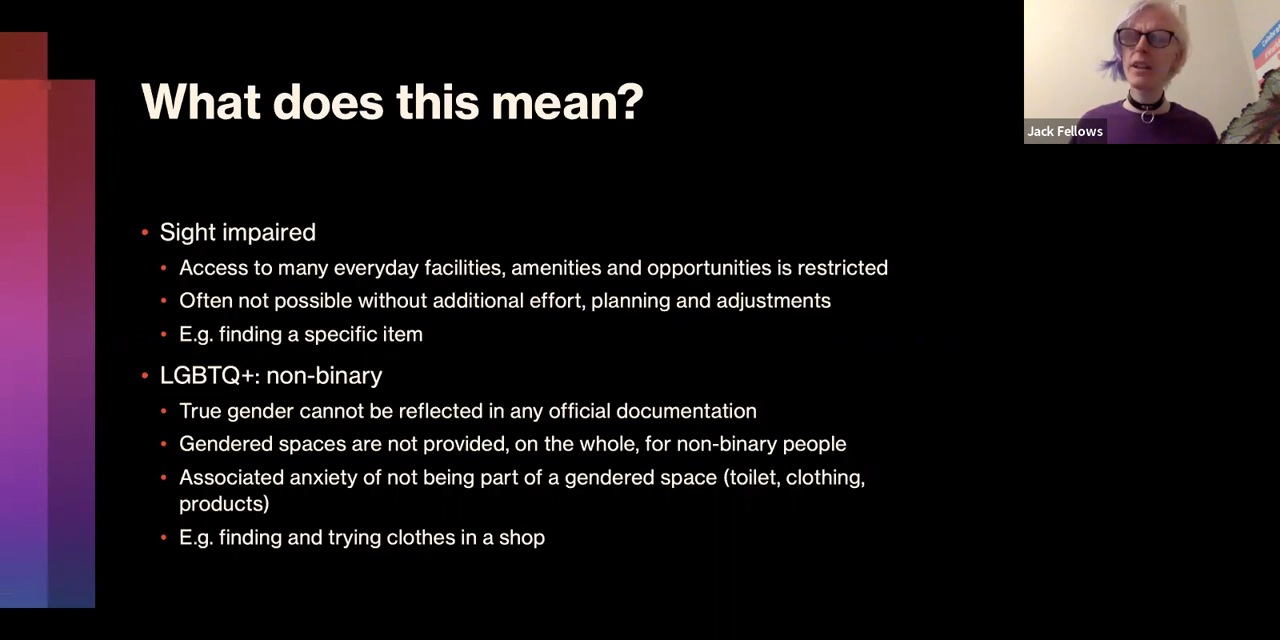 What does this mean?
Jack Fellows
• Sight impaired
• Access to many everyday facilities, amenities and opportunities is restricted
• Often not possible without additional effort, planning and adjustments
• E.g. finding a specific item
• LGBTQ+: non-binary
• True gender cannot be reflected in any official documentation
• Gendered spaces are not provided, on the whole, for non-binary people
• Associated anxiety of not being part of a gendered space (toilet, clothing,
products)
• E.g. finding and trying clothes in a shop